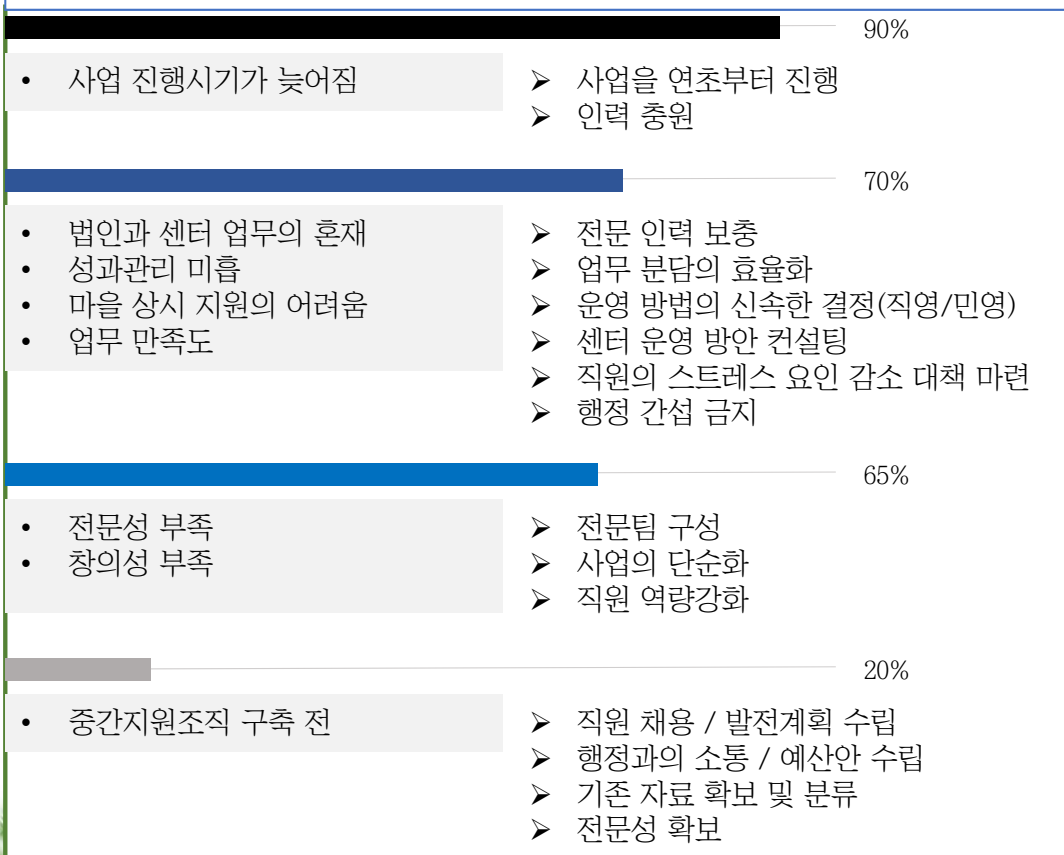 90%
• 사업 진행시기가 늦어짐
➢ 사업을 연초부터 진행
➢ 인력 충원
70%
• 법인과 센터 업무의 혼재
• 성과관리 미흡
• 마을 상시 지원의 어려움
• 업무 만족도
➢ 전문 인력 보충
➢ 업무 분담의 효율화
➢ 운영 방법의 신속한 결정(직영/민영)
➢ 센터 운영 방안 컨설팅
➢ 직원의 스트레스 요인 감소 대책 마련
➢ 행정 간섭 금지
65%
• 전문성 부족
• 창의성 부족
➢ 전문팀 구성
➢ 사업의 단순화
➢ 직원 역량강화
20%
• 중간지원조직 구축 전
➢ 직원 채용 / 발전계획 수립
➢ 행정과의 소통 / 예산안 수립
➢ 기존 자료 확보 및 분류
➢ 전문성 확보